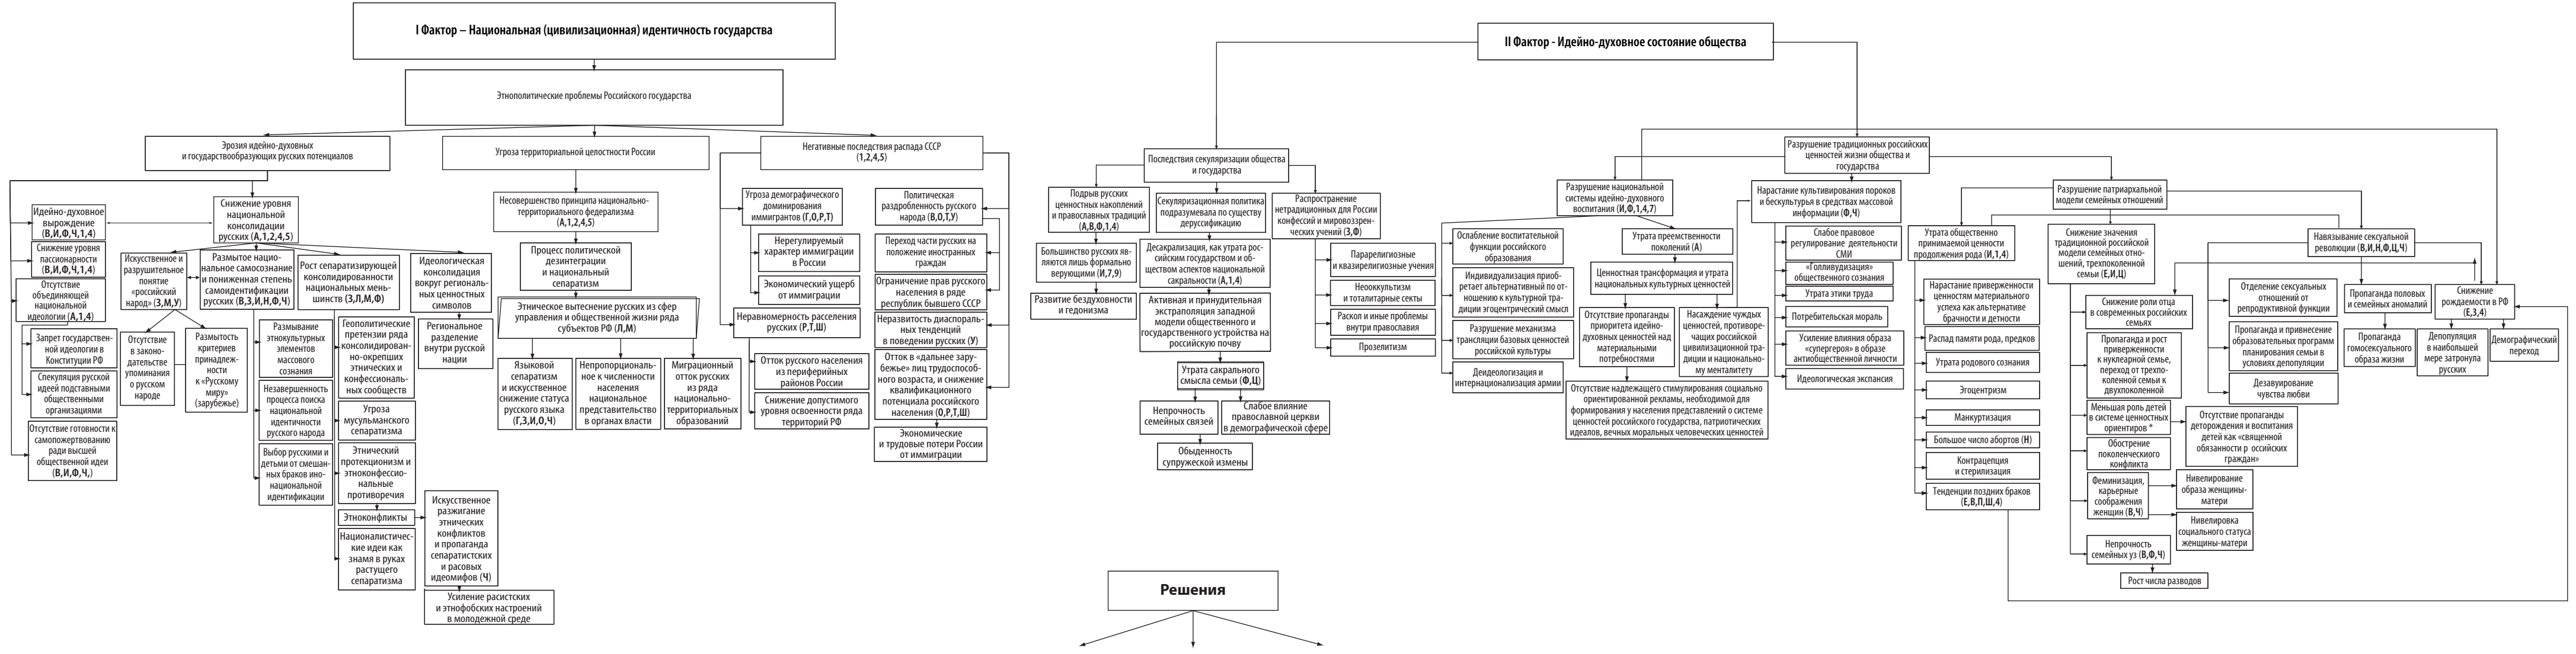 I Фактор – Национальная (цивилизационная) идентичность государства
Этнополитические проблемы Российского государства
Эрозия идейно-духовных
и государствообразующих русских потенциалов
Угроза территориальной целостности России
Негативные последствия распада СССР
(1,2,4,5)
Идейно-духовное
вырождение
(В,И,Ф,Ч,1,4)
Снижение уровня
пассионарности
(В,И,Ф,Ч,1,4)
Отсутствие
объединяющей
национальной
идеологии (А,1,4)
Запрет государствен-
ной идеологии в
Конституции РФ
Спекуляция русской
идеей подставными
общественными
организациями
Отсутствие готовности к
самопожертвованию
ради высшей
общественной идеи
(В,И,Ф,Ч,)
Снижение уровня
национальной
консолидации
русских (А,1,2,4,5)
Искусственное и
разрушительное
понятие
«российский
народ» (З,М,У)
Отсутствие
в законо-
дательстве
упоминания
о русском
народе
Размытость
критериев
принадлеж-
ности
к «Русскому
миру»
(зарубежье)
Размытое нацио-
нальное самосознание
и пониженная степень
самоидентификации
русских (В,З,И,Н,Ф,Ч)
Размывание
этнокультурных
элементов
массового
сознания
Незавершенность
процесса поиска
национальной
идентичности
русского народа
Выбор русскими и
детьми от смешан-
ных браков ино-
национальной
идентификации
Рост сепаратизирующей
консолидированности
национальных мень-
шинств (З,Л,М,Ф)
Геополитические
претензии ряда
консолидирован-
но-окрепших
этнических и
конфессиональ-
ных сообществ
Угроза
мусульманского
сепаратизма
Этнический
протекционизм и
этноконфессио-
нальные
противоречия
Этноконфликты
Националистичес-
кие идеи как
знамя в руках
растущего
сепаратизма
Искусственное
разжигание
этнических
конфликтов
и пропаганда
сепаратистских
и расовых
идеомифов (Ч)
Усиление расистских
и этнофобских настроений
в молодежной среде
Идеологическая
консолидация
вокруг региональ-
ных ценностных
символов
Региональное
разделение
внутри русской
нации
Несовершенство принципа национально-
территориального федерализма
(А,1,2,4,5)
Процесс политической
дезинтеграции
и национальный
сепаратизм
Этническое вытеснение русских из сфер
управления и общественной жизни ряда
субъектов РФ (Л,М)
Языковой
сепаратизм
и искусственное
снижение статуса
русского языка
(Г,З,И,О,Ч)
Непропорциональ-
ное к численности
населения
национальное
представительство
в органах власти
Миграционный
отток русских
из ряда
национально-
территориальных
образований
Угроза демографического
доминирования
иммигрантов (Г,О,Р,Т)
Нерегулируемый
характер иммиграции
в России
Экономический ущерб
от иммиграции
Неравномерность расселения
русских (Р,Т,Ш)
Отток русского населения
из периферийных
районов России
Снижение допустимого
уровня освоенности ряда
территорий РФ
Политическая
раздробленность русского
народа (В,О,Т,У)
Переход части русских на
положение иностранных
граждан
Ограничение прав русского
населения в ряде
республик бывшего СССР
Неразвитость диаспораль-
ных тенденций
в поведении русских (У)
Отток в «дальнее зару-
бежье» лиц трудоспособ-
ного возраста, и снижение
квалификационного
потенциала российского
населения (О,Р,Т,Ш)
Экономические
и трудовые потери России
от иммиграции
II Фактор - Идейно-духовное состояние общества
Последствия секуляризации общества
и государства
Подрыв русских
ценностных накоплений
и православных традиций
(А,В,Ф,1,4)
Большинство русских яв-
ляются лишь формально
верующими (И,7,9)
Развитие бездуховности
и гедонизма
Секуляризационная политика
подразумевала по существу
дерусcификацию
Десакрализация, как утрата рос-
сийским государством и об-
ществом аспектов национальной
сакральности (А,1,4)
Активная и принудительная
экстраполяция западной
модели общественного и
государственного устройства на
российскую почву
Утрата сакрального
смысла семьи (Ф,Ц)
Непрочность
семейных связей
Слабое влияние
православной церкви
в демографической сфере
Обыденность
супружеской измены
Распространение
нетрадиционных для России
конфессий и мировоззрен-
ческих учений (З,Ф)
Парарелигиозные
и квазирелигиозные учения
Неооккультизм
и тоталитарные секты
Раскол и иные проблемы
внутри православия
Прозелитизм
Разрушение традиционных российских
ценностей жизни общества и
государства
Разрушение национальной
системы идейно-духовного
воспитания (И,Ф,1,4,7)
Ослабление воспитательной
функции российского
образования
Индивидуализация приоб-
ретает альтернативный по от-
ношению к культурной тра-
диции эгоцентрический смысл
Разрушение механизма
трансляции базовых ценностей
российской культуры
Деидеологизация и
интернационализация армии
Утрата преемственности
поколений (А)
Ценностная трансформация и утрата
национальных культурных ценностей
Отсутствие пропаганды
приоритета идейно-
духовных ценностей над
материальными
потребностями
Насаждение чуждых
ценностей, противоре-
чащих российской
цивилизационной тра-
диции и национально-
му менталитету
Отсутствие надлежащего стимулирования социально
ориентированной рекламы, необходимой для
формирования у населения представлений о системе
ценностей российского государства, патриотических
идеалов, вечных моральных человеческих ценностей
Нарастание культивирования пороков
и бескультурья в средствах массовой
информации (Ф,Ч)
Слабое правовое
регулирование деятельности
СМИ
«Голливудизация»
общественного сознания
Утрата этики труда
Потребительская мораль
Усиление влияния образа
«супергероя» в образе
антиобщественной личности
Идеологическая экспансия
Разрушение патриархальной
модели семейных отношений
Утрата общественно
принимаемой ценности
продолжения рода (И,1,4)
Нарастание приверженности
ценностям материального
успеха как альтернативе
брачности и детности
Распад памяти рода, предков
Утрата родового сознания
Эгоцентризм
Манкуртизация
Большое число абортов (Н)
Контрацепция
и стерилизация
Тенденции поздних браков
(Е,В,П,Ш,4)
Снижение значения
традиционной российской
модели семейных отно-
шений, трехпоколенной
семьи (Е,И,Ц)
Снижение роли отца
в современных российских
семьях
Пропаганда и рост
приверженности
к нуклеарной семье,
переход от трехпо-
коленной семьи к
двухпоколенной
Меньшая роль детей
в системе ценностных
ориентиров *
Отсутствие пропаганды
деторождения и воспитания
детей как «священной
обязанности р оссийских
граждан»
Обострение
поколенческого
конфликта
Феминизация,
карьерные
соображения
женщин (В,Ч)
Нивелирование
образа женщины-
матери
Нивелировка
социального статуса
женщины-матери
Непрочность
семейных уз (В,Ф,Ч)
Рост числа разводов
Навязывание сексуальной
революции (В,И,Н,Ф,Ц,Ч)
Отделение сексуальных
отношений от
репродуктивной функции
Пропаганда и привнесение
образовательных программ
планирования семьи в
условиях депопуляции
Дезавуирование
чувства любви
Пропаганда половых
и семейных аномалий
Пропаганда
гомосексуального
образа жизни
Снижение
рождаемости в РФ
(Е,3,4)
Депопуляция
в наибольшей
мере затронула
русских
Демографический
переход
Решения